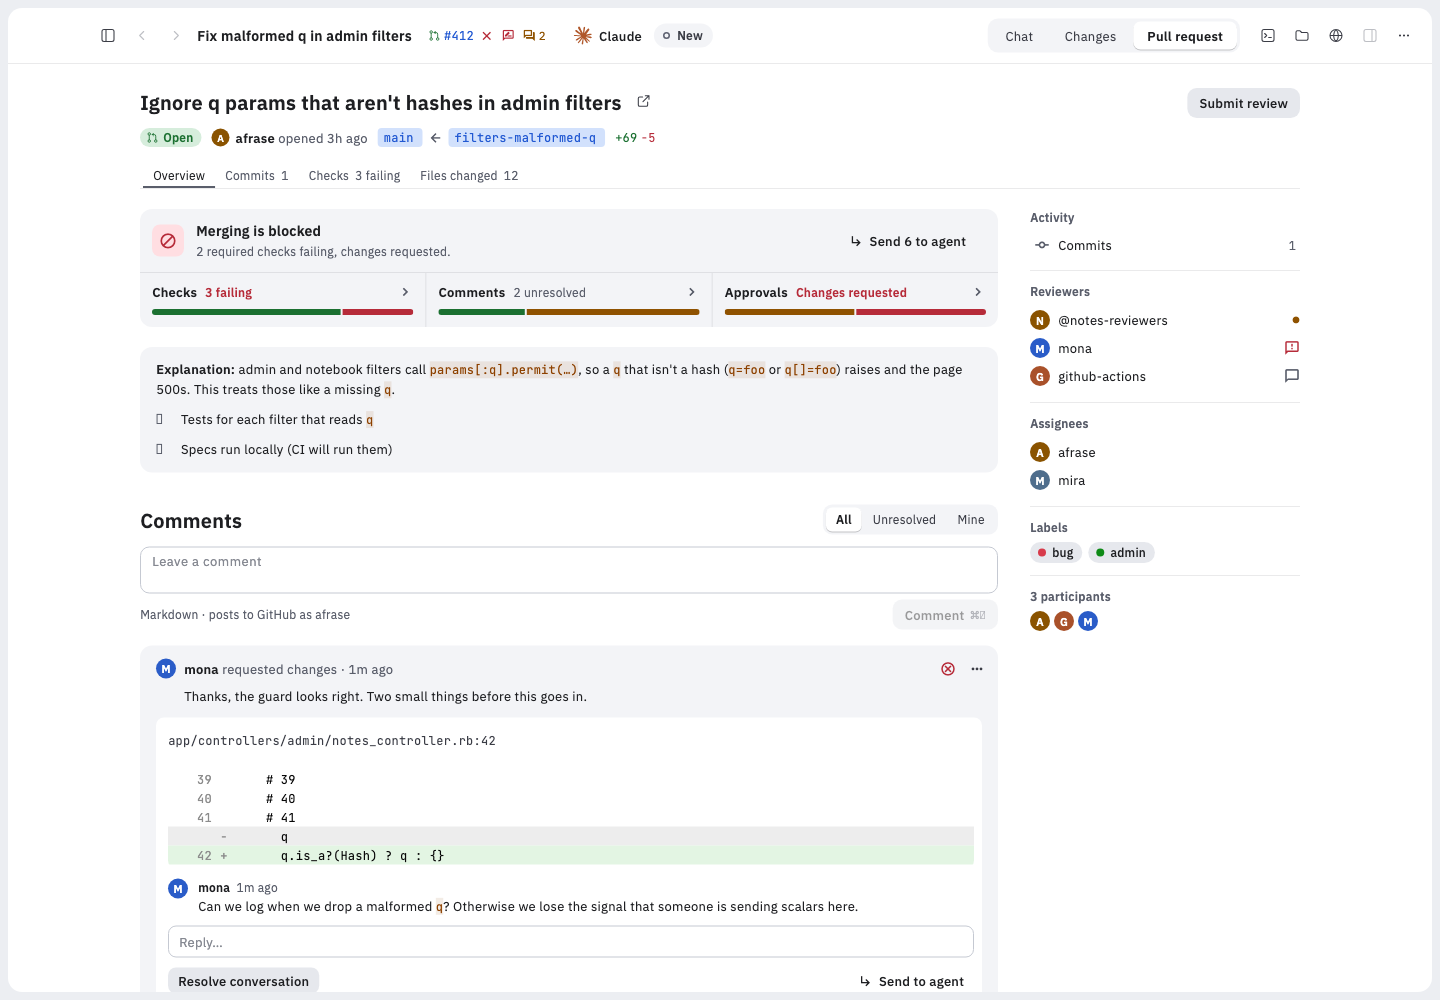 Fix malformed q in admin filters #412 2 Claude New Chat Changes Pull request
Ignore q params that aren't hashes in admin filters Submit review
Open A afrase opened 3h ago main ← filters-malformed-q +69 -5
Overview Commits 1 Checks 3 failing Files changed 12
Merging is blocked
2 required checks failing, changes requested.
Send 6 to agent
Checks 3 failing
Comments 2 unresolved
Approvals Changes requested
Explanation: admin and notebook filters call params[:q].permit(…), so a q that isn't a hash (q=foo or q[]=foo) raises and the page
500s. This treats those like a missing q.
Tests for each filter that reads q
Specs run locally (CI will run them)
Comments
All Unresolved Mine
Leave a comment
Markdown · posts to GitHub as afrase
Comment ⌘
M mona requested changes · 1m ago
Thanks, the guard looks right. Two small things before this goes in.
app/controllers/admin/notes_controller.rb:42
39 # 39
40 # 40
41 # 41
- q
42 + q.is_a?(Hash) ? q : {}
M mona 1m ago
Can we log when we drop a malformed q? Otherwise we lose the signal that someone is sending scalars here.
Reply...
Resolve conversation
Send to agent
Activity
Commits 1
Reviewers
N @notes-reviewers
M mona
G github-actions
Assignees
A afrase
M mira
Labels
bug admin
3 participants
A G M